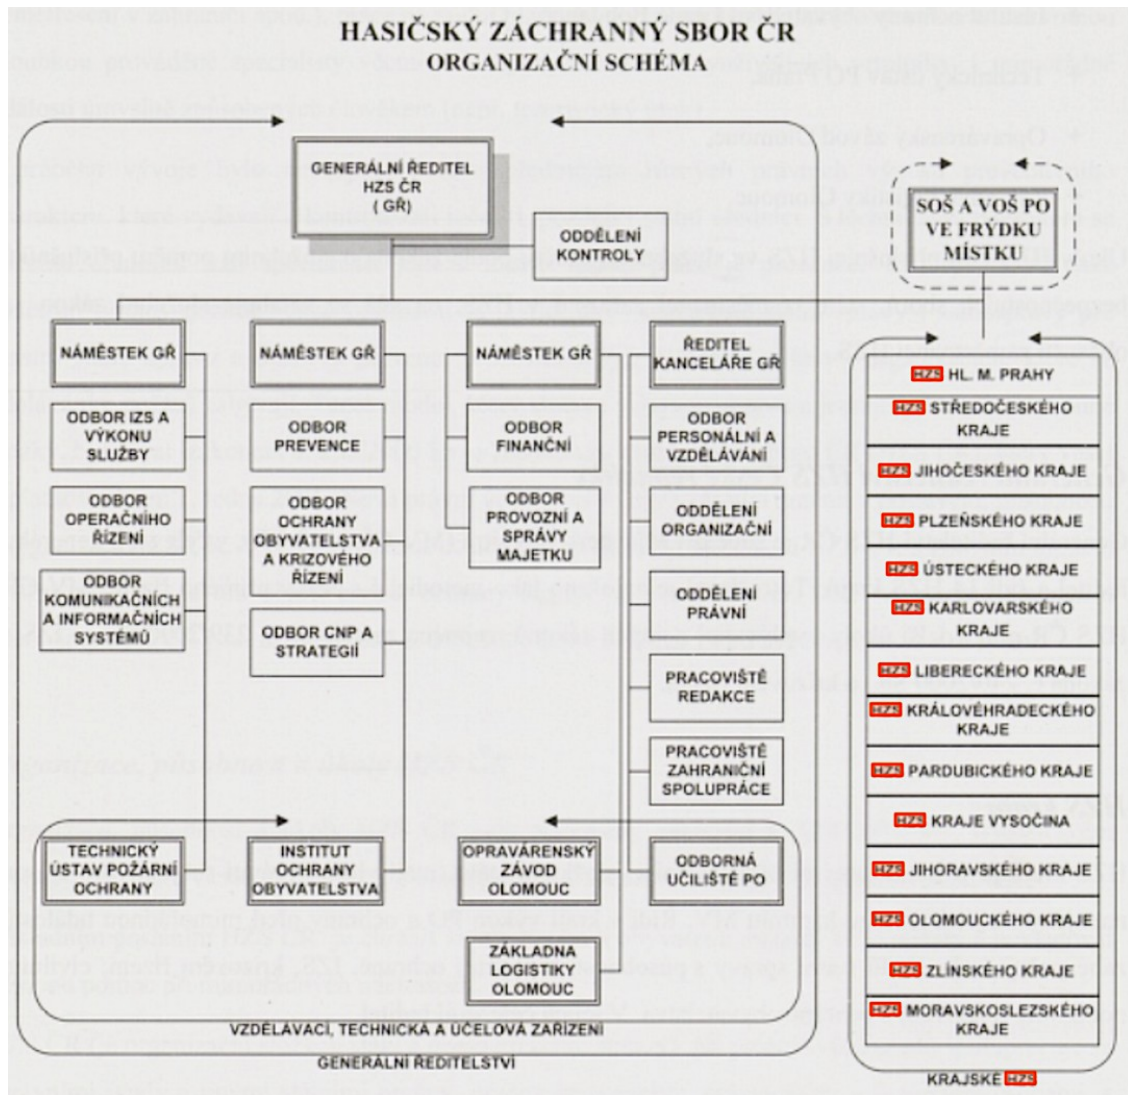 HASIČSKÝ ZÁCHRANNÝ SBOR ČR
ORGANIZAČNÍ SCHÉMA
GENERÁLNÍ ŘEDITEL
HZS ČR
( GŘ)
ODDĚLENÍ
KONTROLY
NÁMĚSTEK GŘ
ODBOR IZS A
VÝKONU
SLUŽBY
ODBOR
OPERAČNÍHO
ŘÍZENÍ
ODBOR
KOMUNIKAČNÍCH
A INFORMAČNÍCH
SYSTÉMŮ
NÁMĚSTEK GŘ
ODBOR
PREVENCE
ODBOR
OCHRANY
OBYVATELSTVA
A KRIZOVÉHO
ŘÍZENÍ
ODBOR CNP A
STRATEGIÍ
NÁMĚSTEK GŘ
ODBOR
FINANČNÍ
ODBOR
PROVOZNÍ A
SPRÁVY
MAJETKU
ŘEDITEL
KANCELÁŘE GŘ
ODBOR
PERSONÁLNÍ A
VZDĚLÁVÁNÍ
ODDĚLENÍ
ORGANIZAČNÍ
ODDĚLENÍ
PRÁVNÍ
PRACOVIŠTĚ
REDAKCE
PRACOVIŠTĚ
ZAHRANIČNÍ
SPOLUPRÁCE
TECHNICKÝ
ÚSTAV POŽÁRNÍ
OCHRANY
INSTITUT
OCHRANY
OBYVATELSTVA
OPRAVÁRENSKÝ
ZÁVOD
OLOMOUC
ODBORNÁ
UČILIŠTĚ PO
ZÁKLADNA
LOGISTIKY
OLOMOUC
VZDĚLÁVACÍ, TECHNICKÁ A ÚČELOVÁ ZAŘÍZENÍ
GENERÁLNÍ ŘEDITELSTVÍ
SOŠ A VOŠ PO
VE FRÝDKU
MÍSTKU
HZS HL. M. PRAHY
HZS STŘEDOČESKÉHO
KRAJE
HZS JIHOČESKÉHO KRAJE
HZS PLZEŇSKÉHO KRAJE
HZS ÚSTECKÉHO KRAJE
HZS KARLOVARSKÉHO
KRAJE
HZS LIBERECKÉHO KRAJE
HZS KRÁLOVÉHRADECKÉHO
KRAJE
HZS PARDUBICKÉHO KRAJE
HZS KRAJE VYSOČINA
HZS JIHORAVSKÉHO KRAJE
HZS OLOMOUCKÉHO KRAJE
HZS ZLÍNSKÉHO KRAJE
HZS MORAVSKOSLEZSKÉHO
KRAJE
KRAJSKÉ HZS